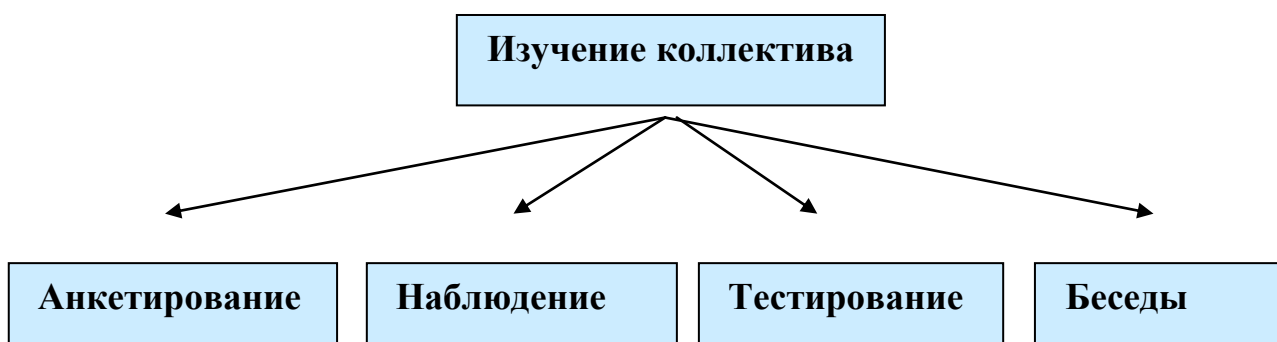 Изучение коллектива
Анкетирование
Наблюдение
Тестирование
Беседы